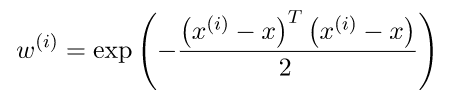 w^{(i)} = \exp\left(-\frac{\left(x^{(i)} - x\right)^T \left(x^{(i)} - x\right)}{2}\right)